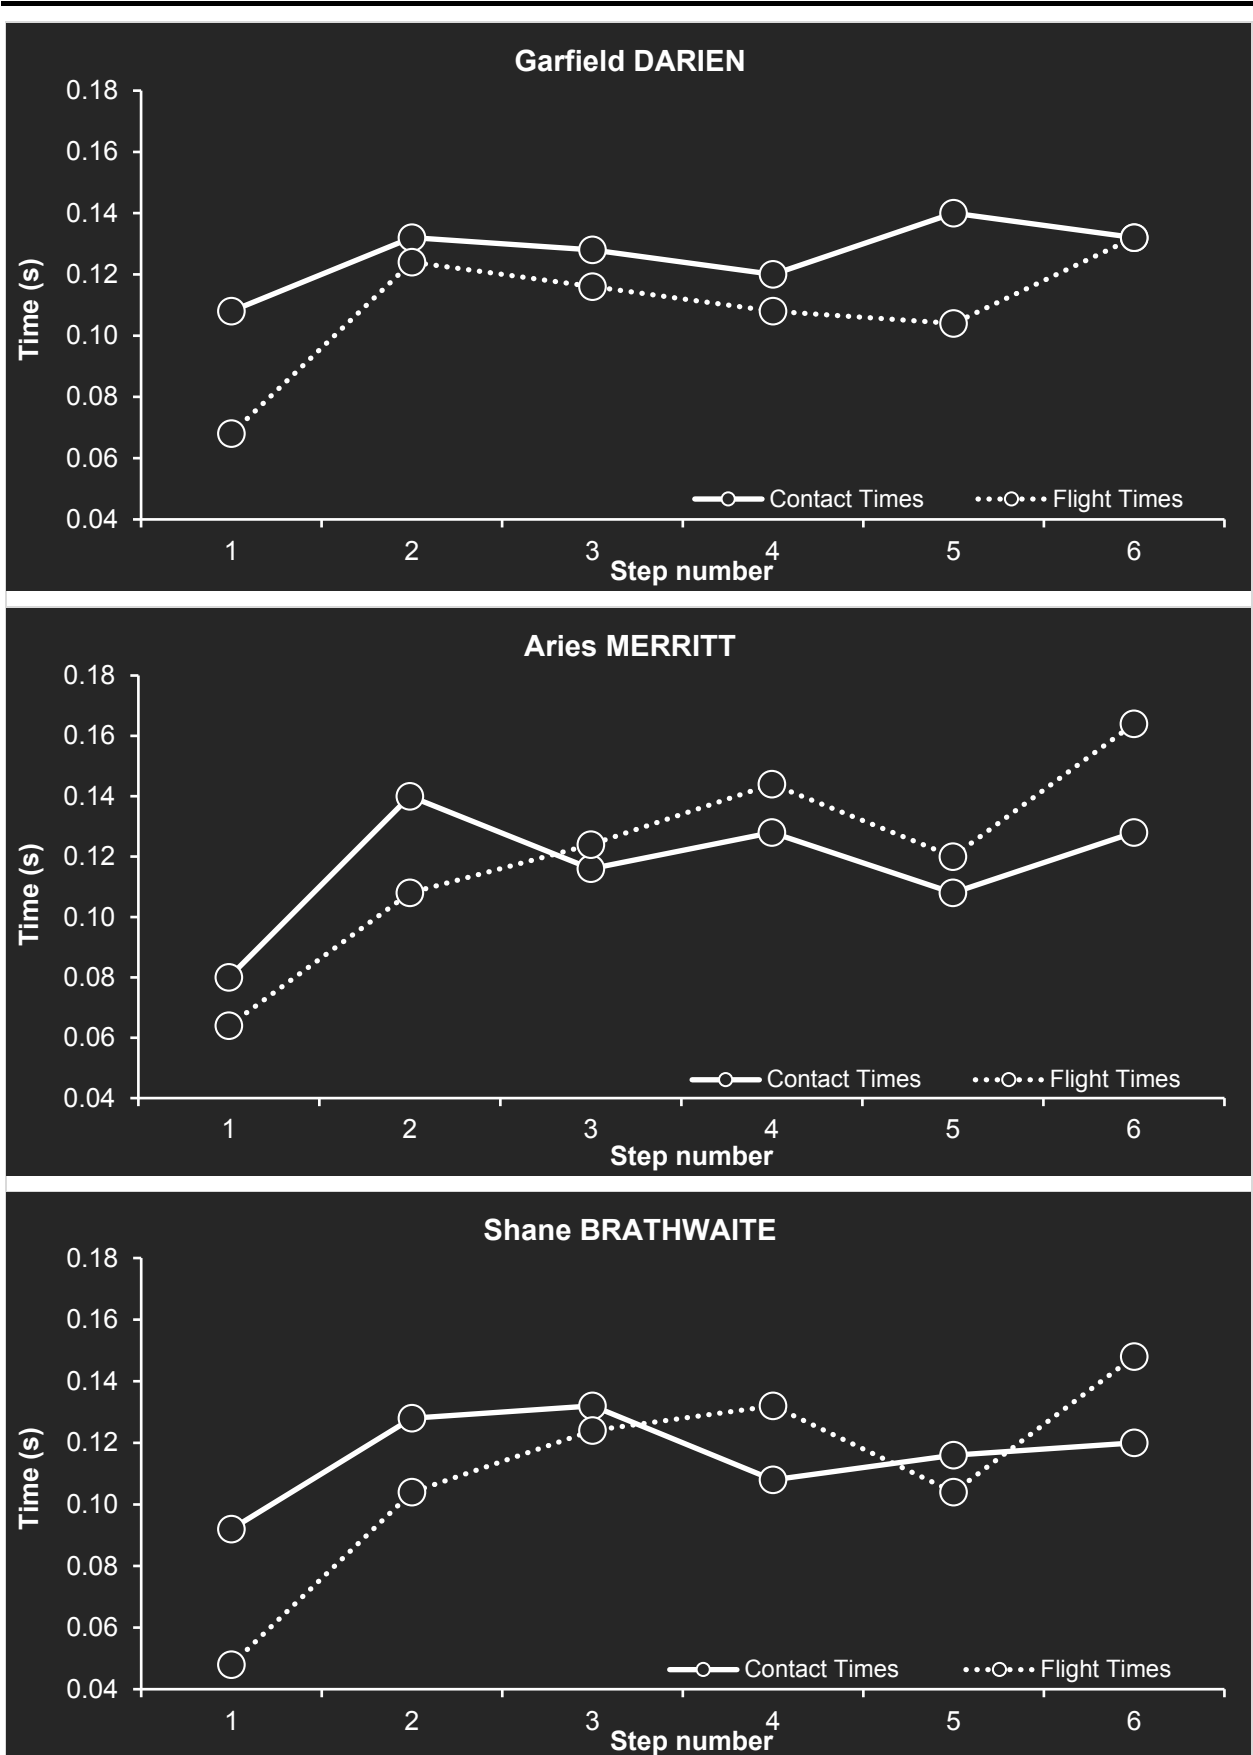 Garfield DARIEN
0.18
0.16
0.14
0.12
0.10
0.08
0.06
0.04
Time (s)
Contact Times Flight Times
1 2 3 4 5 6
Step number
Aries MERRITT
0.18
0.16
0.14
0.12
0.10
0.08
0.06
0.04
Time (s)
Contact Times Flight Times
1 2 3 4 5 6
Step number
Shane BRATHWAITE
0.18
0.16
0.14
0.12
0.10
0.08
0.06
0.04
Time (s)
Contact Times Flight Times
1 2 3 4 5 6
Step number